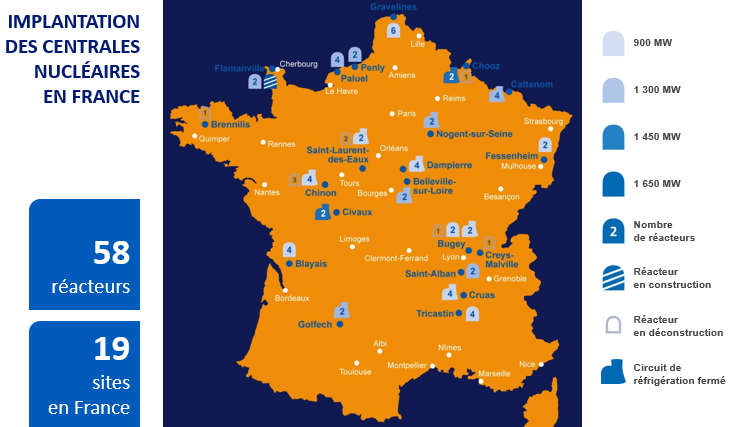 IMPLANTATION
DES CENTRALES
NUCLÉAIRES
EN FRANCE
58
réacteurs
19
sites
en France
Gravelines
6
Lille
Flamanville
2
Cherbourg
4
Paluel
2
Penly
Le Havre
Amiens
Chooz
2
1
Cattenom
4
Reims
Paris
Strasbourg
1
Brennilis
Quimper
Rennes
2
2
Saint-Laurent-
des-Eaux
Orléans
2
Nogent-sur-Seine
2
Fessenheim
Mulhouse
4
Dampierre
3
4
Chinon
Tours
Nantes
Bourges
Belleville-
sur-Loire
2
Besançon
2
Civaux
Limoges
Clermont-Ferrand
1
2
2
Bugey
1
Creys-
Malville
Lyon
4
Blayais
Saint-Alban
2
Grenoble
Bordeaux
4
Cruas
2
Golfech
Tricastin
4
Albi
Toulouse
Nîmes
Montpellier
Marseille
Nice
900 MW
1 300 MW
1 450 MW
1 650 MW
2
Nombre
de réacteurs
Réacteur
en construction
Réacteur
en déconstruction
Circuit de
réfrigération fermé